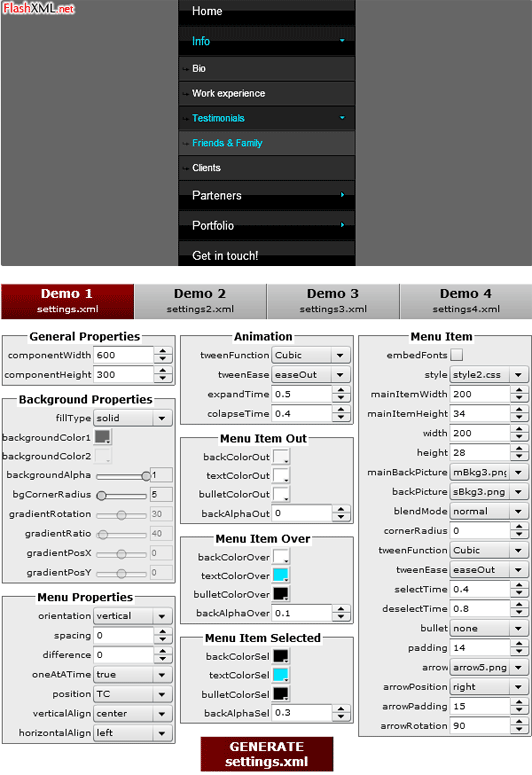 FlashXML.net
Home
Info
Bio
Work experience
Testimonials
Friends & Family
Clients
Parteners
Portfolio
Get in touch!
Demo 1
settings.xml
Demo 2
settings2.xml
Demo 3
settings3.xml
Demo 4
settings4.xml
General Properties
componentWidth 600
componentHeight 300
Background Properties
fillType solid
backgroundColor1
backgroundColor2
backgroundAlpha 1
bgCornerRadius 5
gradientRotation 30
gradientRatio 40
gradientPosX 0
gradientPosY 0
Menu Properties
orientation vertical
spacing 0
difference 0
oneAtATime true
position TC
verticalAlign center
horizontalAlign left
Animation
tweenFunction Cubic
tweenEase easeOut
expandTime 0.5
colapseTime 0.4
Menu Item Out
backColorOut
textColorOut
bulletColorOut
backAlphaOut 0
Menu Item Over
backColorOver
textColorOver
bulletColorOver
backAlphaOver 0.1
Menu Item Selected
backColorSel
textColorSel
bulletColorSel
backAlphaSel 0.3
Menu Item
embedFonts
style style2.css
mainItemWidth 200
mainItemHeight 34
width 200
height 28
mainBackPicture mBkg3.png
backPicture sBkg3.png
blendMode normal
cornerRadius 0
tweenFunction Cubic
tweenEase easeOut
selectTime 0.4
deselectTime 0.8
bullet none
padding 14
arrow arrow5.png
arrowPosition right
arrowPadding 15
arrowRotation 90
GENERATE
settings.xml